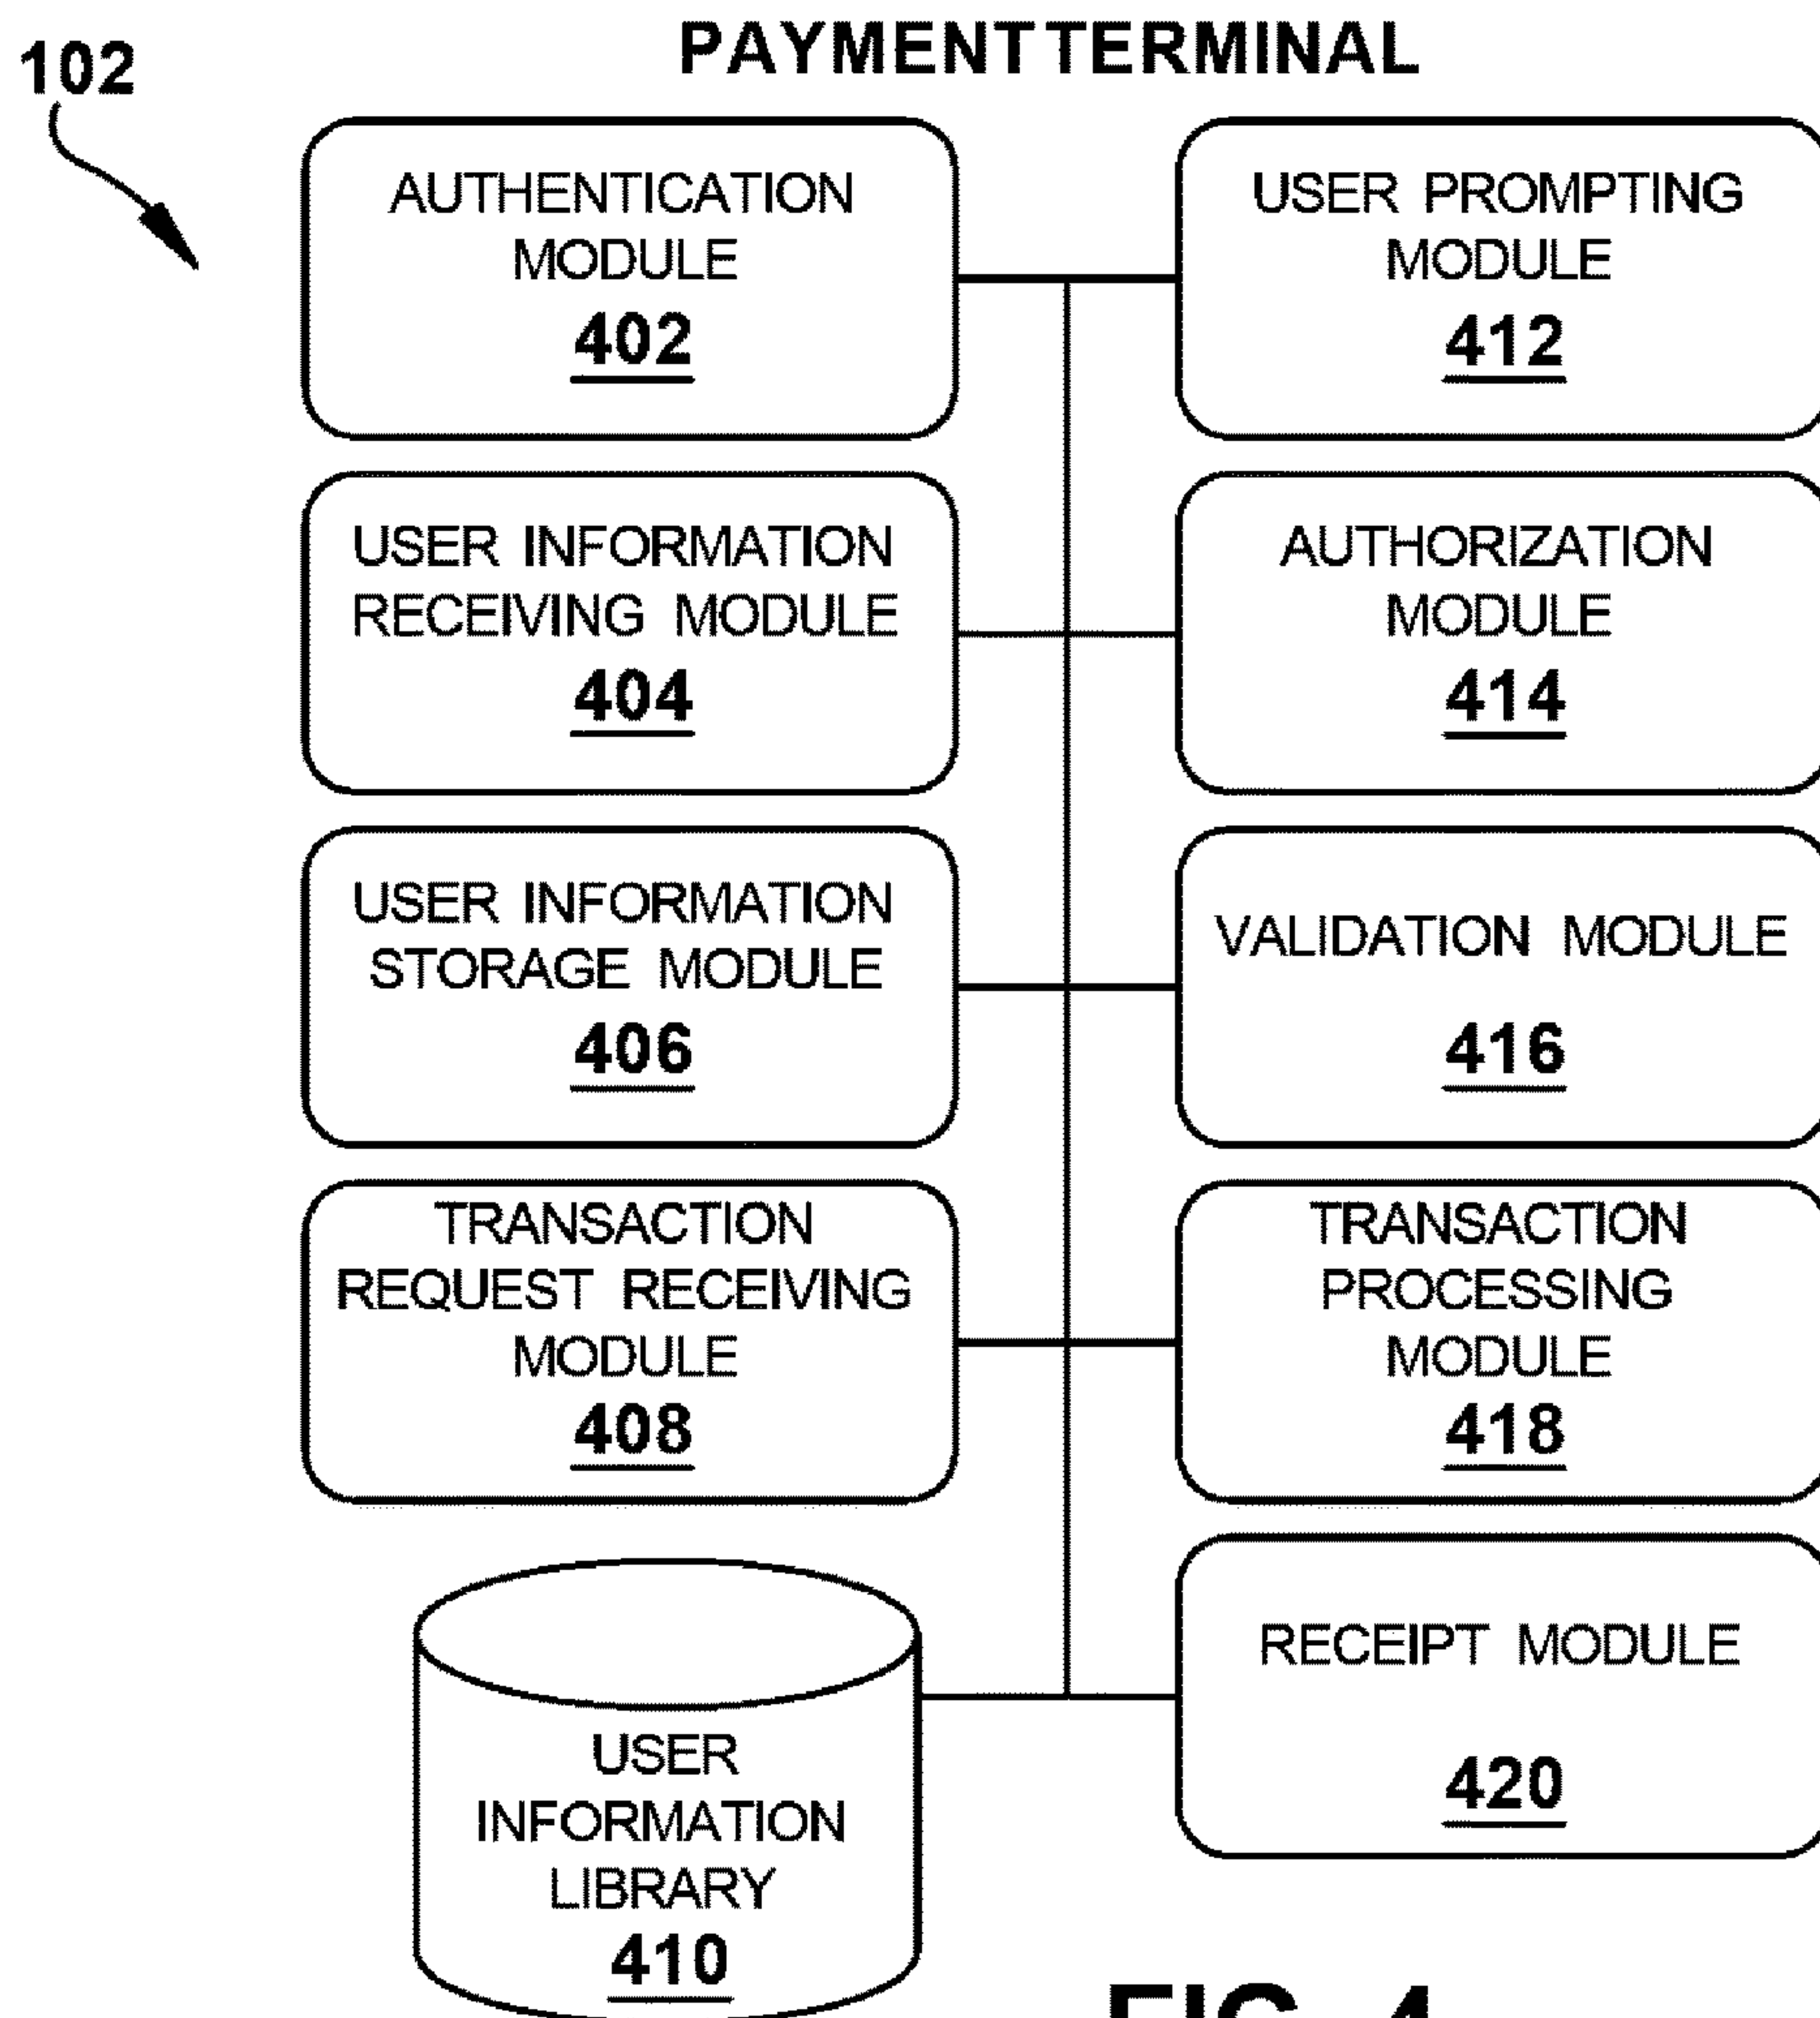 PAYMENT TERMINAL
102
AUTHENTICATION
MODULE
402
USER INFORMATION
RECEIVING MODULE
404
USER INFORMATION
STORAGE MODULE
406
TRANSACTION
REQUEST RECEIVING
MODULE
408
USER
INFORMATION
LIBRARY
410
USER PROMPTING
MODULE
412
AUTHORIZATION
MODULE
414
VALIDATION MODULE
416
TRANSACTION
PROCESSING
MODULE
418
RECEIPT MODULE
420
FIG. 4